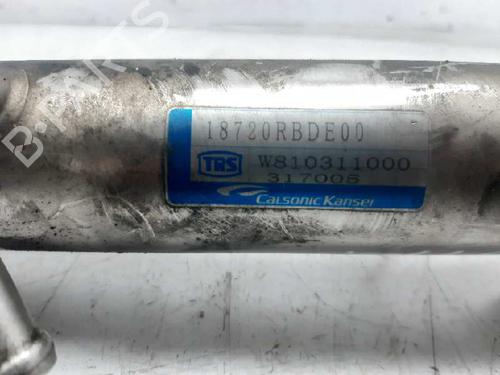 18720RBDE00
TRS W810311000
317005
Calsonic Kansei
B-PARTS